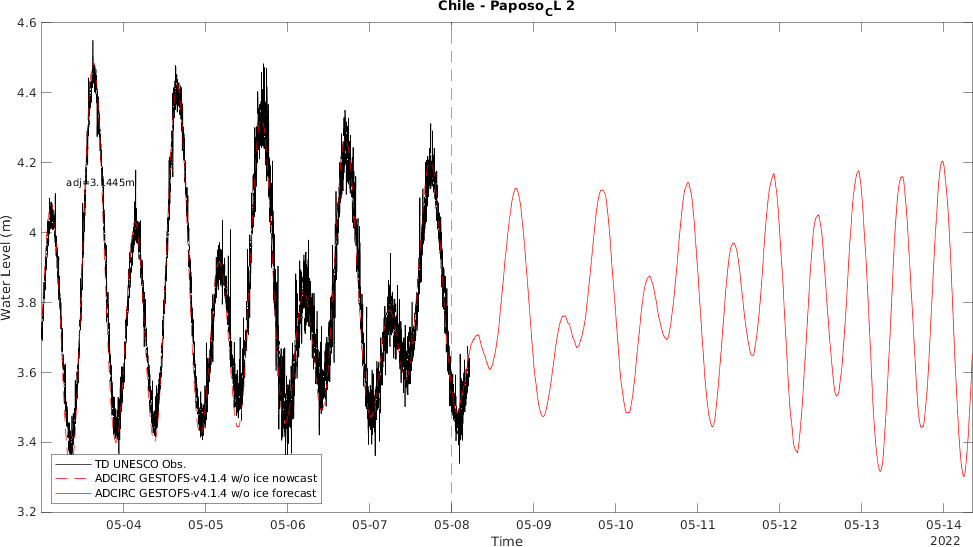 Chile - Paposo_CL 2
4.6
4.4
4.2
4
3.8
3.6
3.4
3.2
Water Level (m)
adj=3.1445m
TD UNESCO Obs.
ADCIRC GESTOFS-v4.1.4 w/o ice nowcast
ADCIRC GESTOFS-v4.1.4 w/o ice forecast
05-04 05-05 05-06 05-07 05-08 05-09 05-10 05-11 05-12 05-13 05-14
2022
Time